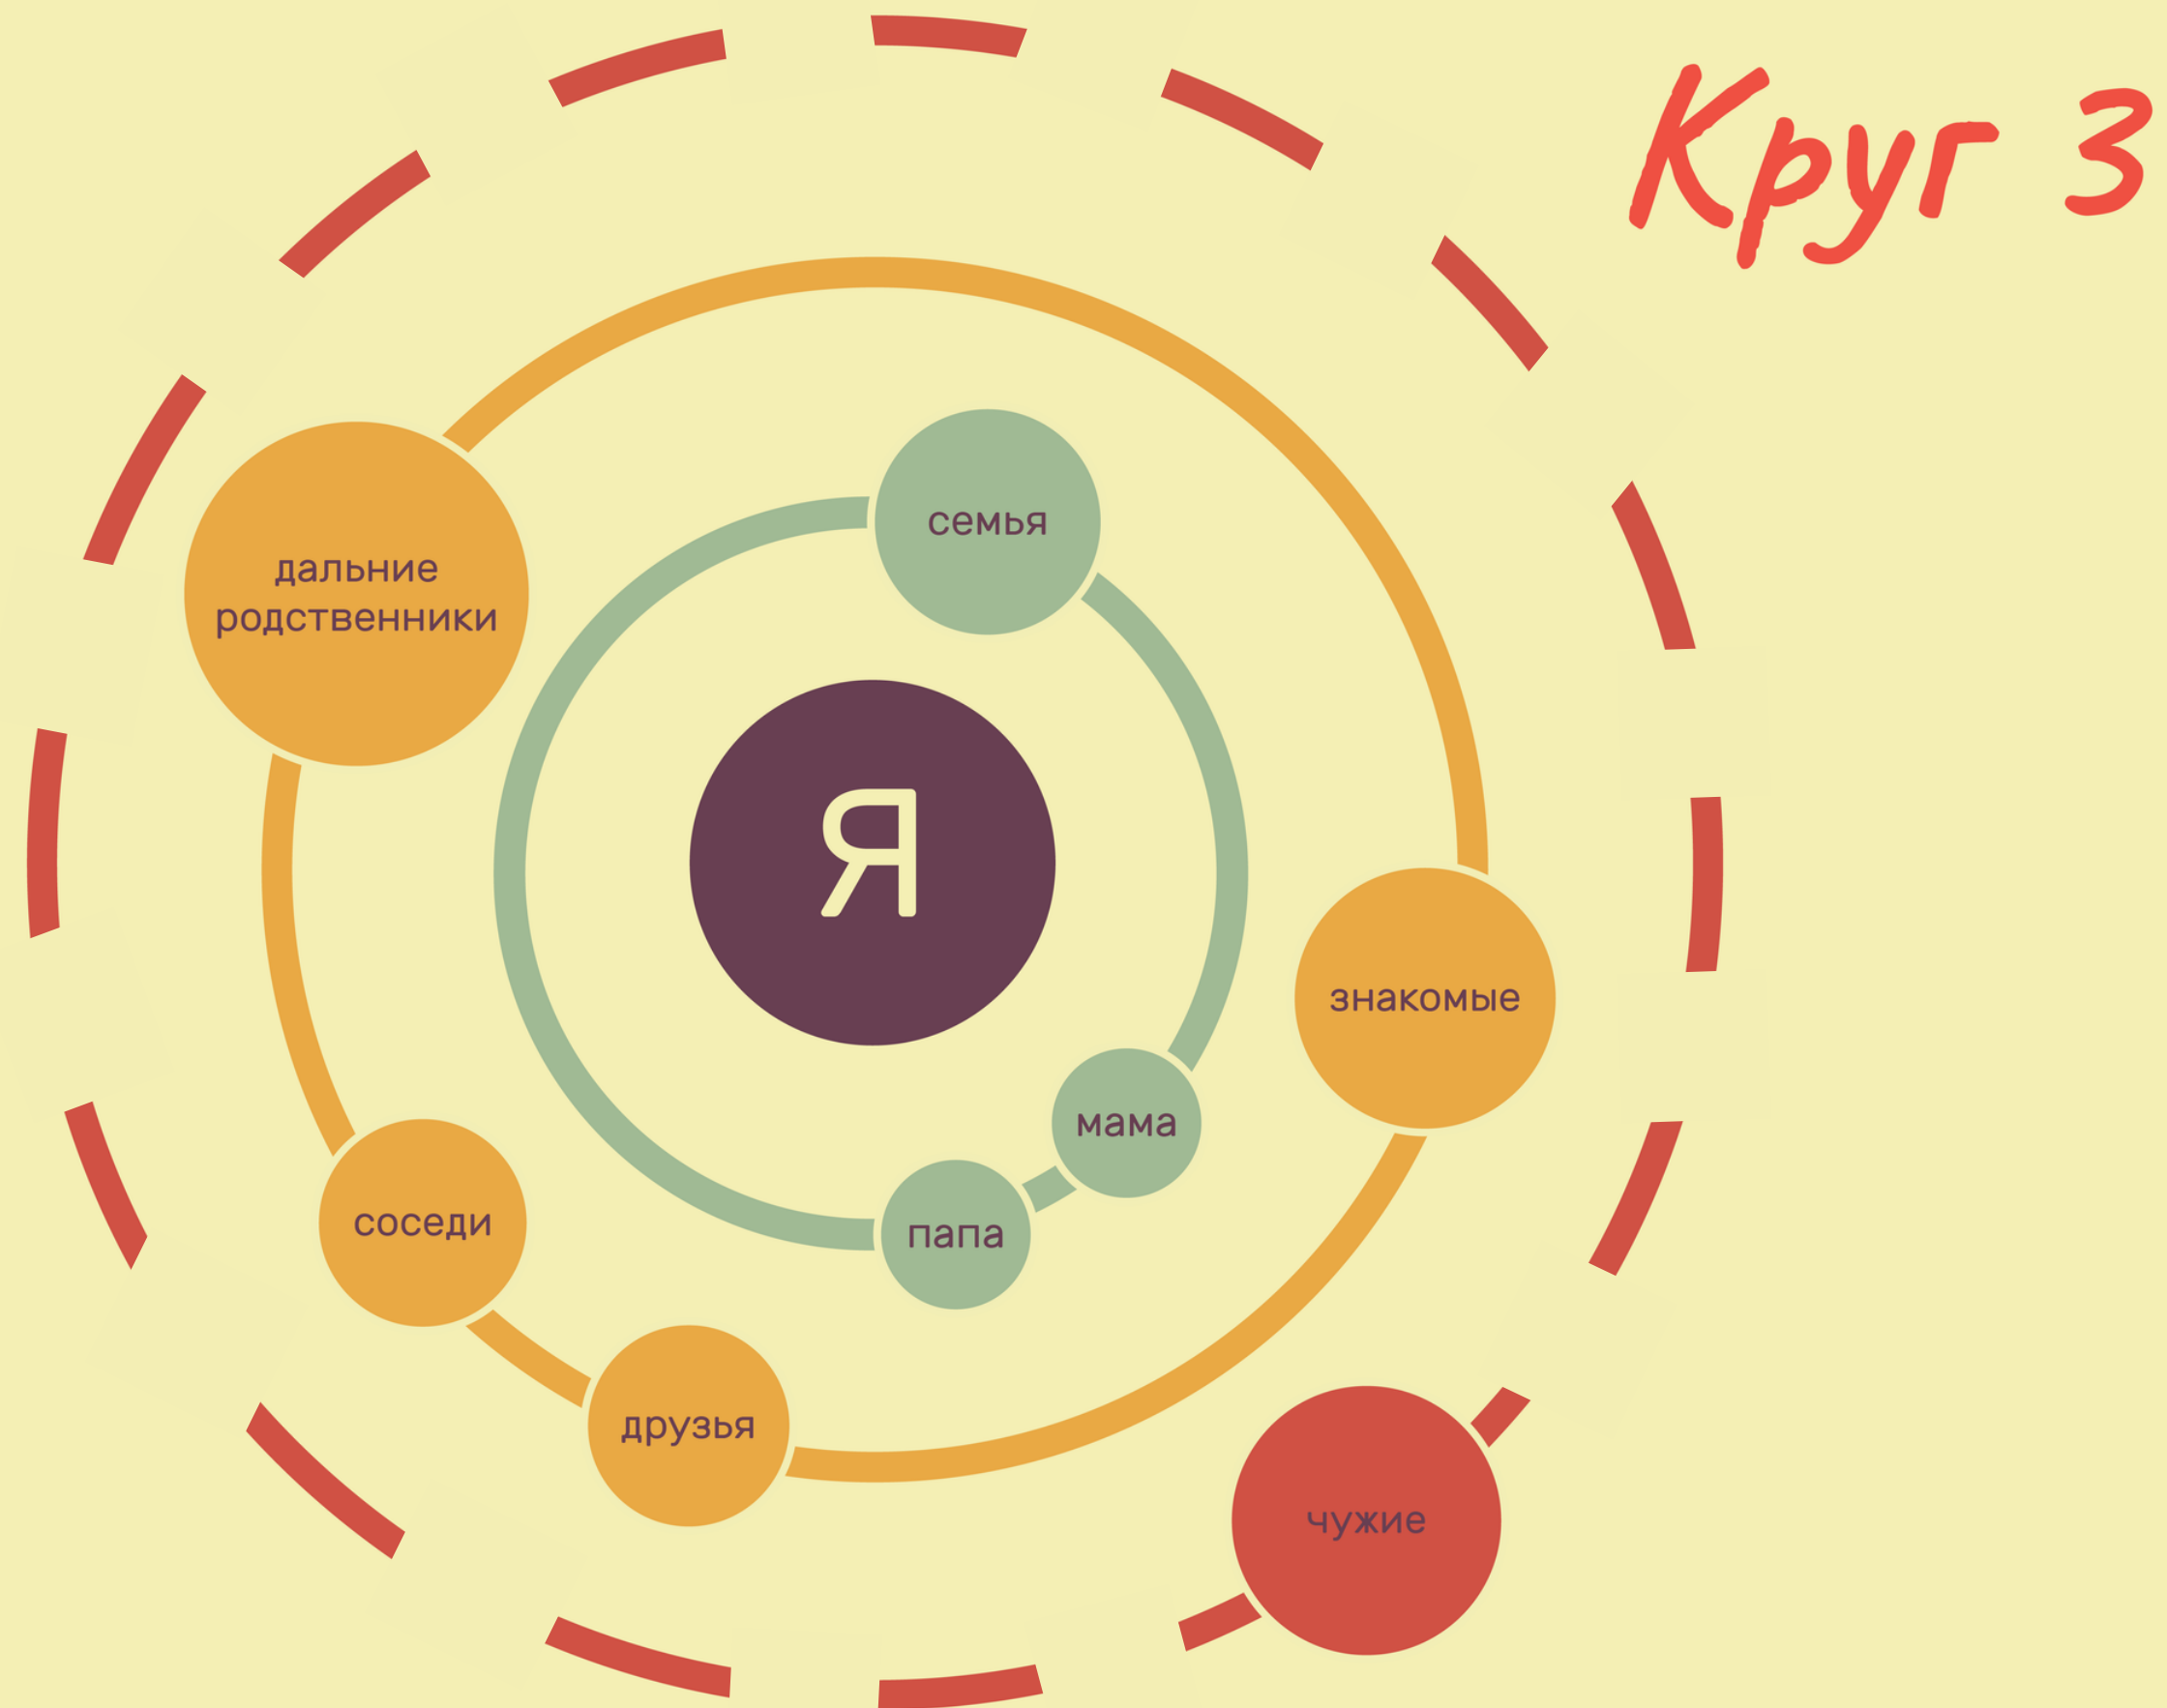 Круг 3
семья
дальние
родственники
Я
знакомые
мама
соседи
папа
друзья
чужие